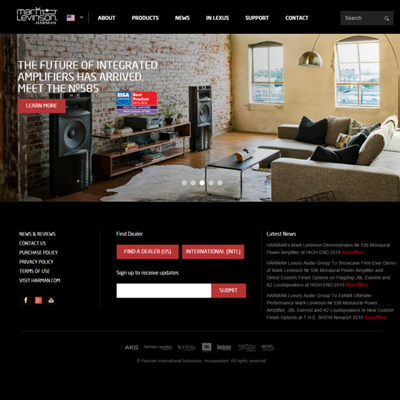 mark
Levinson.
HARMAN
ABOUT
PRODUCTS
NEWS
IN LEXUS
SUPPORT
CONTACT
Search
THE FUTURE OF INTEGRATED
AMPLIFIERS HAS ARRIVED.
MEET THE Nº585
EISA
Best
Product
LEARN MORE
NEWS & REVIEWS
CONTACT US
PURCHASE POLICY
PRIVACY POLICY
TERMS OF USE
VISIT HARMAN.COM
Find Dealer
FIND A DEALER (US)
INTERNATIONAL (INTL)
Sign up to receive updates
SUBMIT
Latest News
HARMAN's Mark Levinson Demonstrates № 536 Monaural
Power Amplifier at HIGH END 2015 Read More
HARMAN Luxury Audio Group To Showcase First-Ever Demo
of Mark Levinson № 536 Monaural Power Amplifier and
Debut Custom Finish Options on Flagship JBL Everest and
K2 Loudspeakers at HIGH END 2015 Read More
HARMAN Luxury Audio Group To Exhibit Ultimate-
Performance Mark Levinson № 536 Monaural Power
Amplifier, JBL Everest and K2 Loudspeakers in New Custom
Finish Options at T.H.E. SHOW Newport 2015 Read More
AKG
© Harman International Industries, Incorporated. All rights reserved.